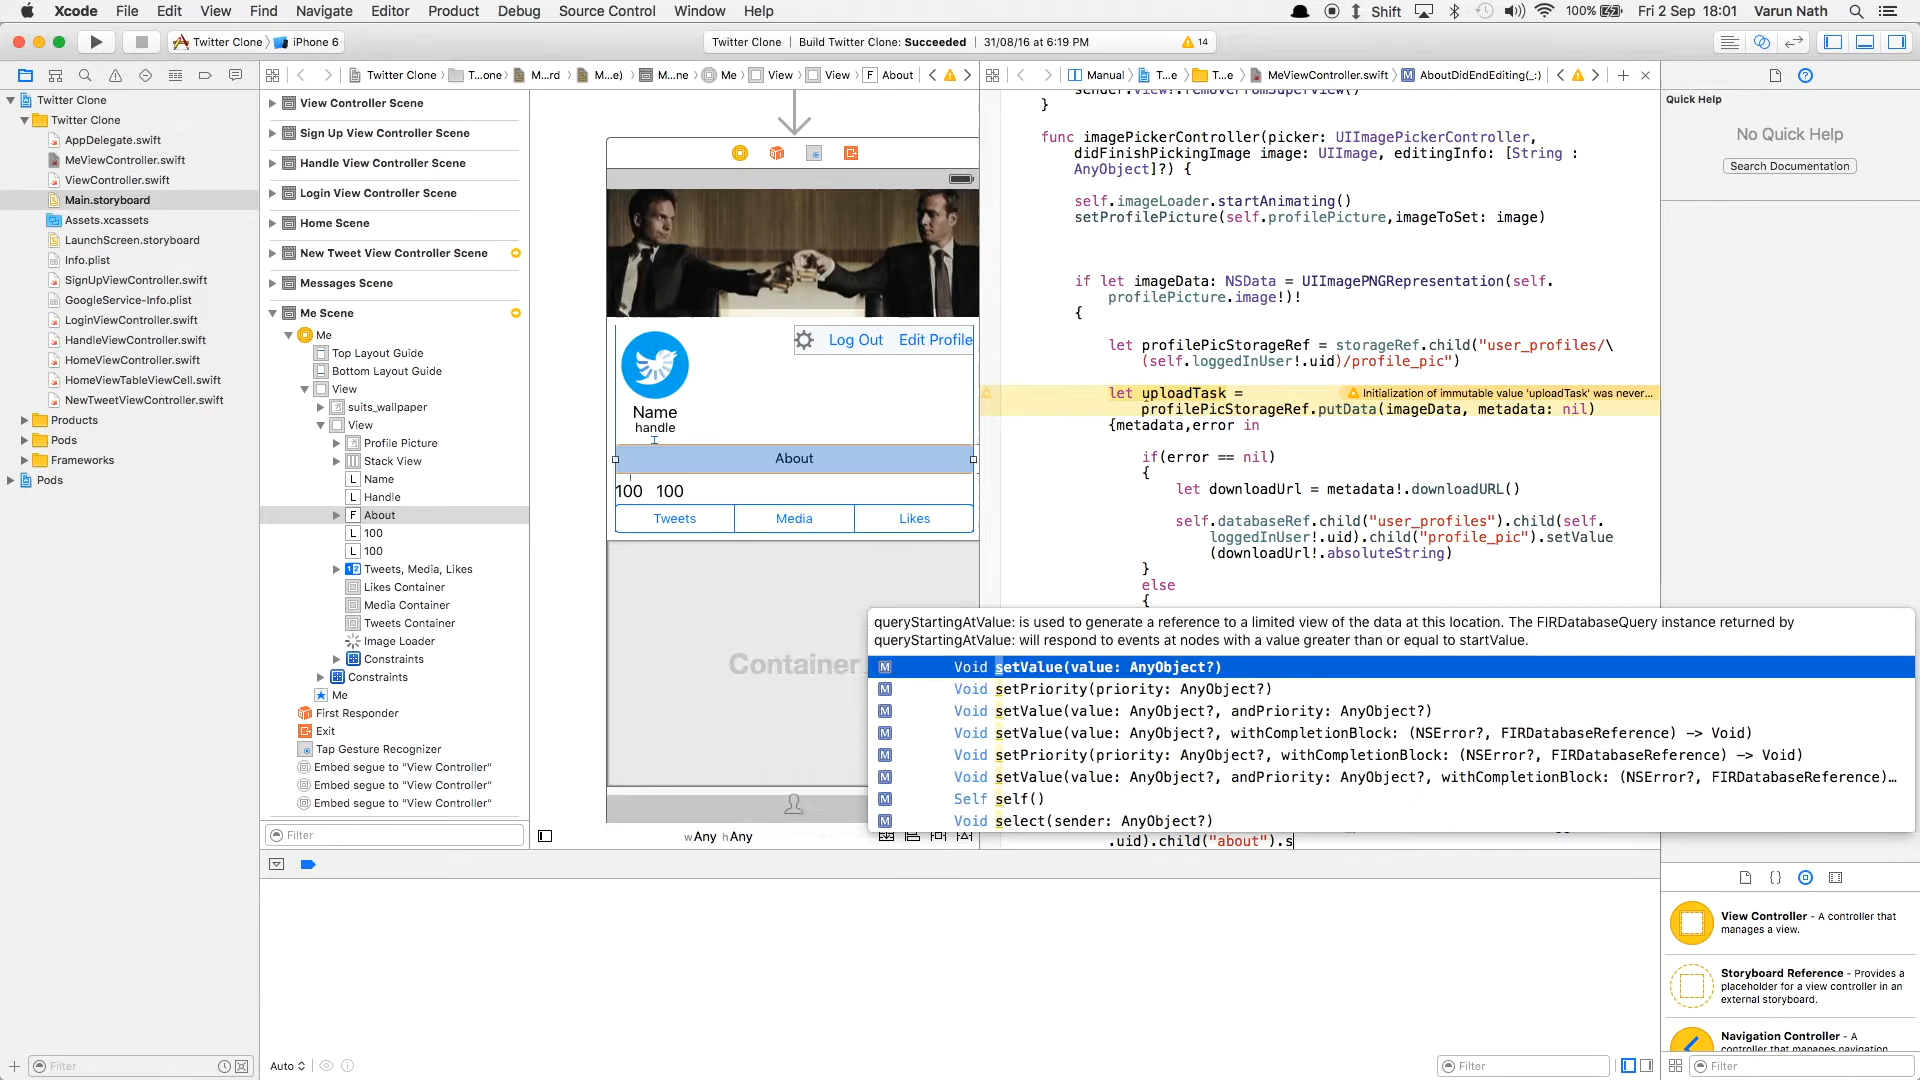 Xcode File Edit View Find Navigate Editor Product Debug Source Control Window Help
Shift 100% Fri 2 Sep 18:01 Varun Nath
Twitter Clone iPhone 6
Twitter Clone | Build Twitter Clone: Succeeded | 31/08/16 at 6:19 PM 14
Twitter Clone T...one M...rd M...e) M...ne Me View View F About
Manual T...e T...e MeViewController.swift M AboutDidEndEditing(_:)
Twitter Clone
Twitter Clone
AppDelegate.swift
MeViewController.swift
ViewController.swift
Main.storyboard
Assets.xcassets
LaunchScreen.storyboard
Info.plist
SignUpViewController.swift
GoogleService-Info.plist
LoginViewController.swift
HandleViewController.swift
HomeViewController.swift
HomeViewTableViewCell.swift
NewTweetViewController.swift
Products
Pods
Frameworks
Pods
Filter
View Controller Scene
Sign Up View Controller Scene
Handle View Controller Scene
Login View Controller Scene
Home Scene
New Tweet View Controller Scene
Messages Scene
Me Scene
Me
Top Layout Guide
Bottom Layout Guide
View
suits_wallpaper
View
Profile Picture
Stack View
L Name
L Handle
F About
L 100
L 100
1 2 Tweets, Media, Likes
Likes Container
Media Container
Tweets Container
Image Loader
Constraints
Constraints
Me
First Responder
Exit
Tap Gesture Recognizer
Embed segue to "View Controller"
Embed segue to "View Controller"
Embed segue to "View Controller"
Filter
Log Out Edit Profile
Name
handle
About
100 100
Tweets Media Likes
Container
wAny hAny
sender.view!.removeFromSuperview()
}
func imagePickerController(picker: UIImagePickerController,
didFinishPickingImage image: UIImage, editingInfo: [String :
AnyObject]?) {
self.imageLoader.startAnimating()
setProfilePicture(self.profilePicture,imageToSet: image)
if let imageData: NSData = UIImagePNGRepresentation(self.
profilePicture.image!)!
{
let profilePicStorageRef = storageRef.child("user_profiles/\
(self.loggedInUser!.uid)/profile_pic")
let uploadTask = Initialization of immutable value 'uploadTask' was never...
profilePicStorageRef.putData(imageData, metadata: nil)
{metadata,error in
if(error == nil)
{
let downloadUrl = metadata!.downloadURL()
self.databaseRef.child("user_profiles").child(self.
loggedInUser!.uid).child("profile_pic").setValue
(downloadUrl!.absoluteString)
}
else
{
queryStartingAtValue: is used to generate a reference to a limited view of the data at this location. The FIRDatabaseQuery instance returned by
queryStartingAtValue: will respond to events at nodes with a value greater than or equal to startValue.
M Void setValue(value: AnyObject?)
M Void setPriority(priority: AnyObject?)
M Void setValue(value: AnyObject?, andPriority: AnyObject?)
M Void setValue(value: AnyObject?, withCompletionBlock: (NSError?, FIRDatabaseReference) -> Void)
M Void setPriority(priority: AnyObject?, withCompletionBlock: (NSError?, FIRDatabaseReference) -> Void)
M Void setValue(value: AnyObject?, andPriority: AnyObject?, withCompletionBlock: (NSError?, FIRDatabaseReference)...
M Self self()
M Void select(sender: AnyObject?)
.uid).child("about").s
Quick Help
No Quick Help
Search Documentation
View Controller - A controller that
manages a view.
Storyboard Reference - Provides a
placeholder for a view controller in an
external storyboard.
Navigation Controller - A
controller that manages navigation
Auto
Filter
Filter